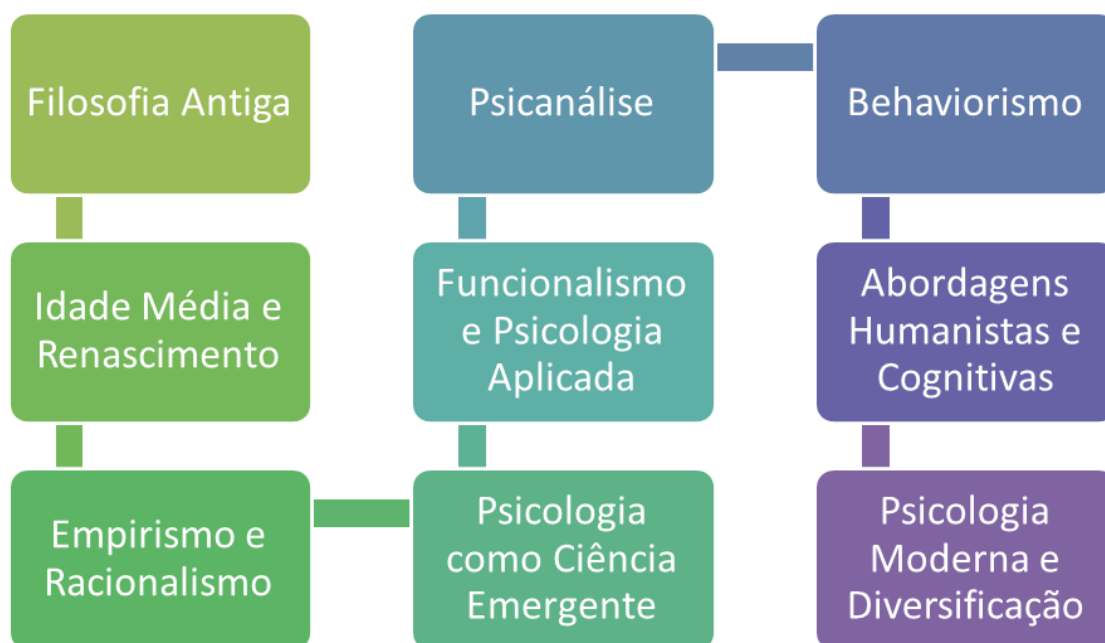 Filosofia Antiga
Idade Média e
Renascimento
Empirismo e
Racionalismo
Psicologia
como Ciência
Emergente
Funcionalismo
e Psicologia
Aplicada
Psicanálise
Behaviorismo
Abordagens
Humanistas e
Cognitivas
Psicologia
Moderna e
Diversificação